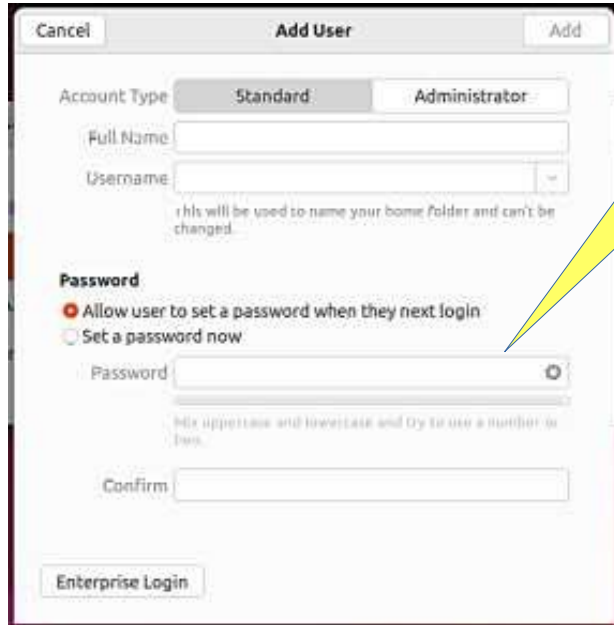 Cancel Add User Add
Account Type Standard Administrator
Full Name
Username
This will be used to name your home folder and can't be
changed.
Password
Allow user to set a password when they next login
Set a password now
Password
Mix uppercase and lowercase and try to use a number or
two.
Confirm
Enterprise Login